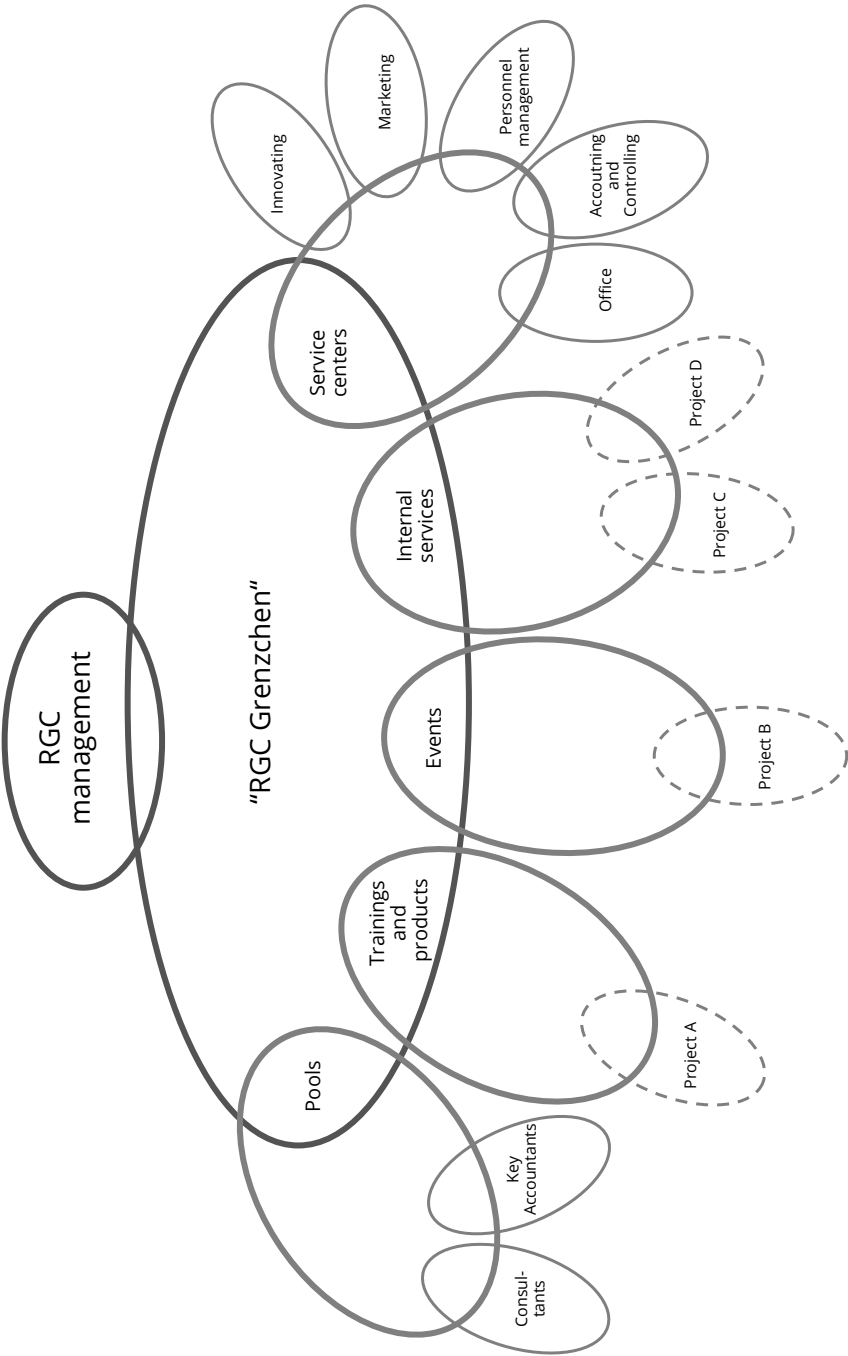 RGC
management
“RGC Grenzchen“
Pools
Trainings
and
products
Events
Internal
services
Service
centers
Consul-
tants
Key
Accountants
Project A
Project B
Project C
Project D
Office
Accoutning
and
Controlling
Personnel
management
Marketing
Innovating